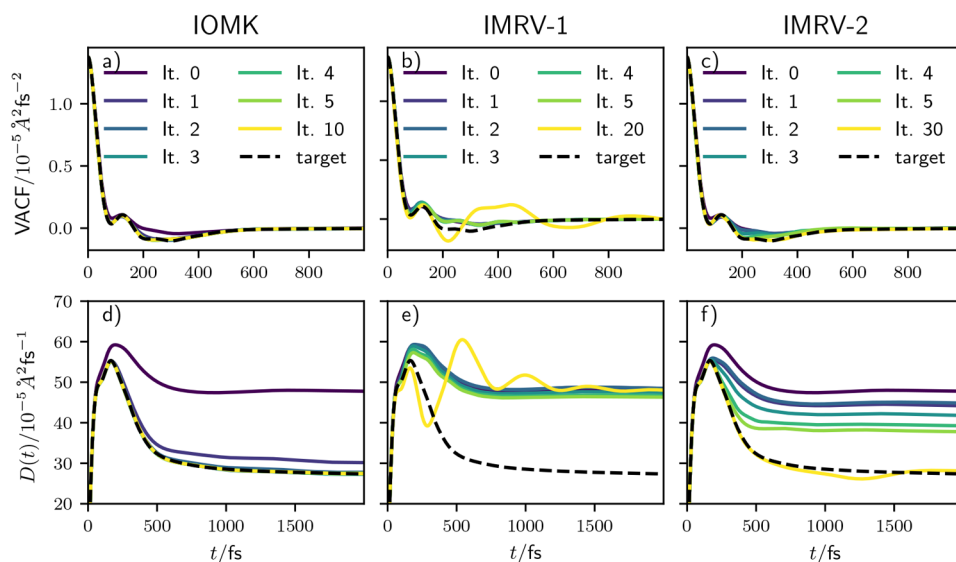 IOMK IMRV-1 IMRV-2
a) b) c)
It. 0 It. 4 It. 0 It. 4 It. 0 It. 4
It. 1 It. 5 It. 1 It. 5 It. 1 It. 5
It. 2 It. 10 It. 2 It. 20 It. 2 It. 30
It. 3 target It. 3 target It. 3 target
VACF/10⁻⁵Å²fs⁻²
1.0
0.5
0.0
0 200 400 600 800 0 200 400 600 800 200 400 600 800
d) e) f)
D(t)/10⁻⁵Å²fs⁻¹
70
60
50
40
30
20
0 500 1000 1500 0 500 1000 1500 0 500 1000 1500
t/fs t/fs t/fs